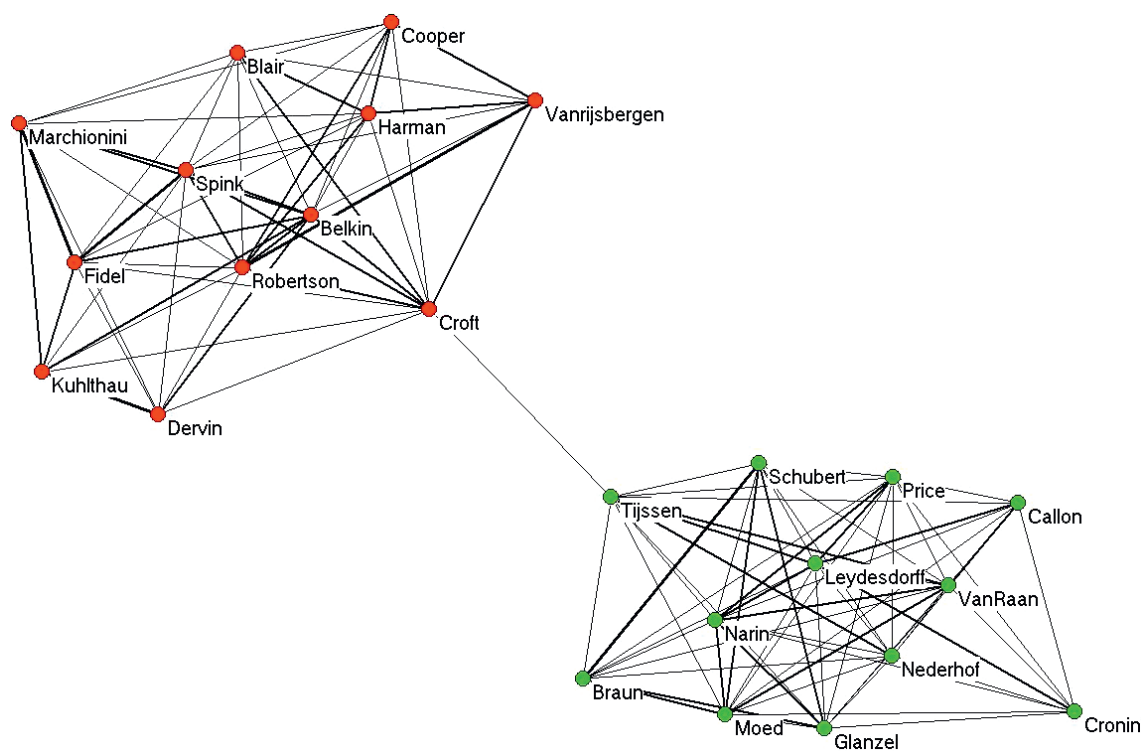 Cooper
Blair
Vanrijsbergen
Harman
Marchionini
Spink
Belkin
Fidel
Robertson
Croft
Kuhlthau
Dervin
Schubert
Price
Tijssen
Callon
Leydesdorff
VanRaan
Narin
Nederhof
Braun
Moed
Cronin
Glanzel